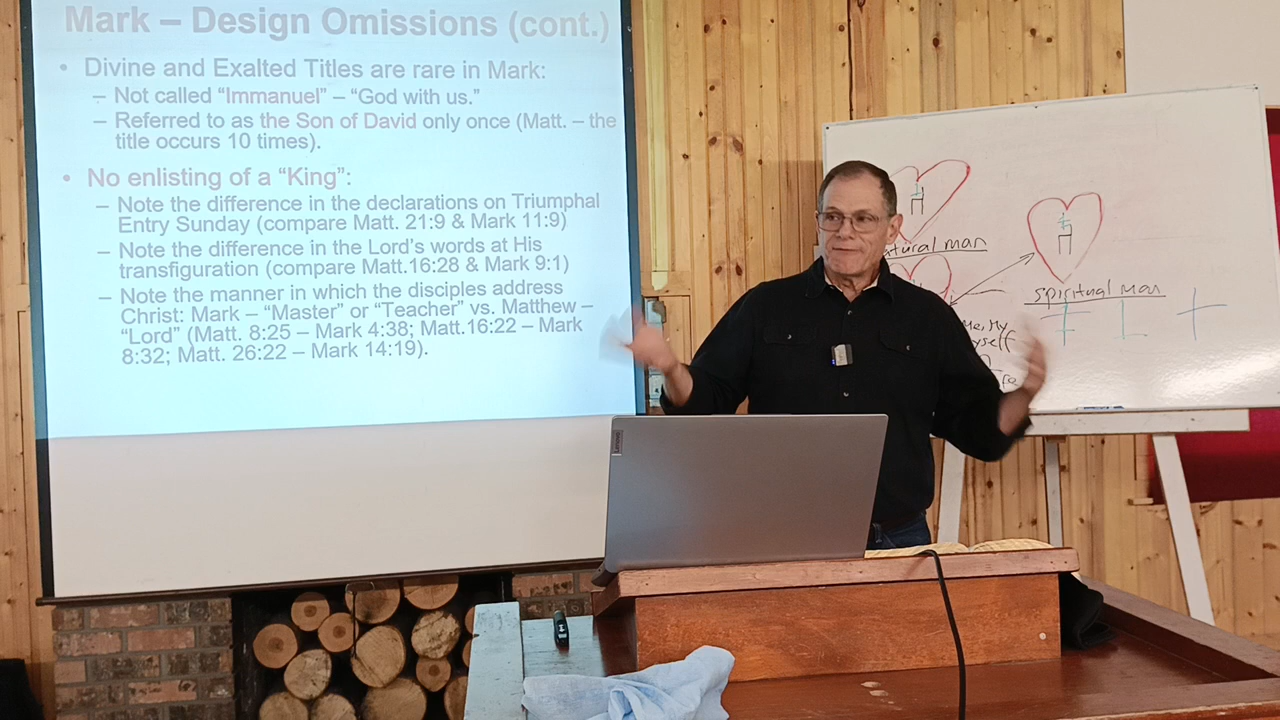 Mark – Design Omissions (cont.)
• Divine and Exalted Titles are rare in Mark:
– Not called “Immanuel” – “God with us.”
– Referred to as the Son of David only once (Matt. – the
title occurs 10 times).
• No enlisting of a “King”:
– Note the difference in the declarations on Triumphal
Entry Sunday (compare Matt. 21:9 & Mark 11:9)
– Note the difference in the Lord’s words at His
transfiguration (compare Matt.16:28 & Mark 9:1)
– Note the manner in which the disciples address
Christ: Mark – “Master” or “Teacher” vs. Matthew –
“Lord” (Matt. 8:25 – Mark 4:38; Matt.16:22 – Mark
8:32; Matt. 26:22 – Mark 14:19).
atural man
spiritual man
me, My
yself
Lenovo